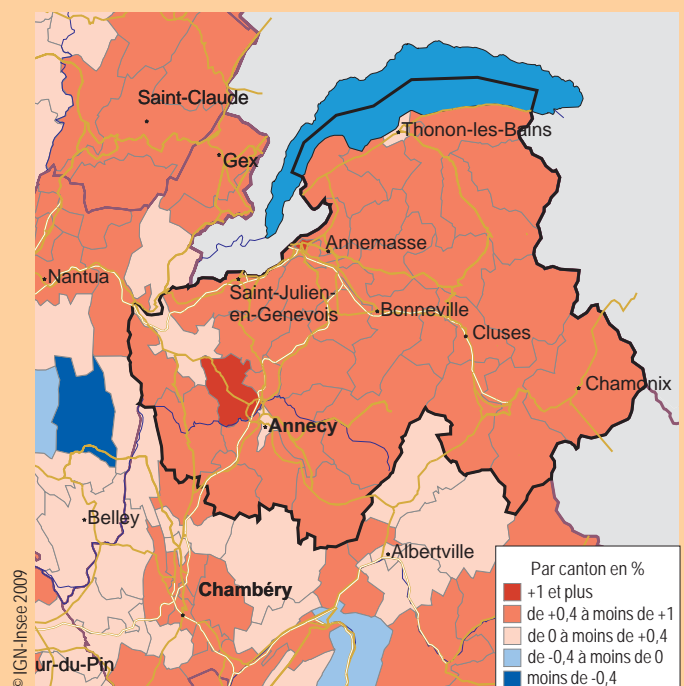 Saint-Claude
Thonon-les-Bains
Gex
Annemasse
Nantua
Saint-Julien-
en-Genevois
Bonneville
Cluses
Chamonix
Annecy
Belley
Albertville
Chambéry
ur-du-Pin
Par canton en %
+1 et plus
de +0,4 à moins de +1
de 0 à moins de +0,4
de -0,4 à moins de 0
moins de -0,4
© IGN-Insee 2009